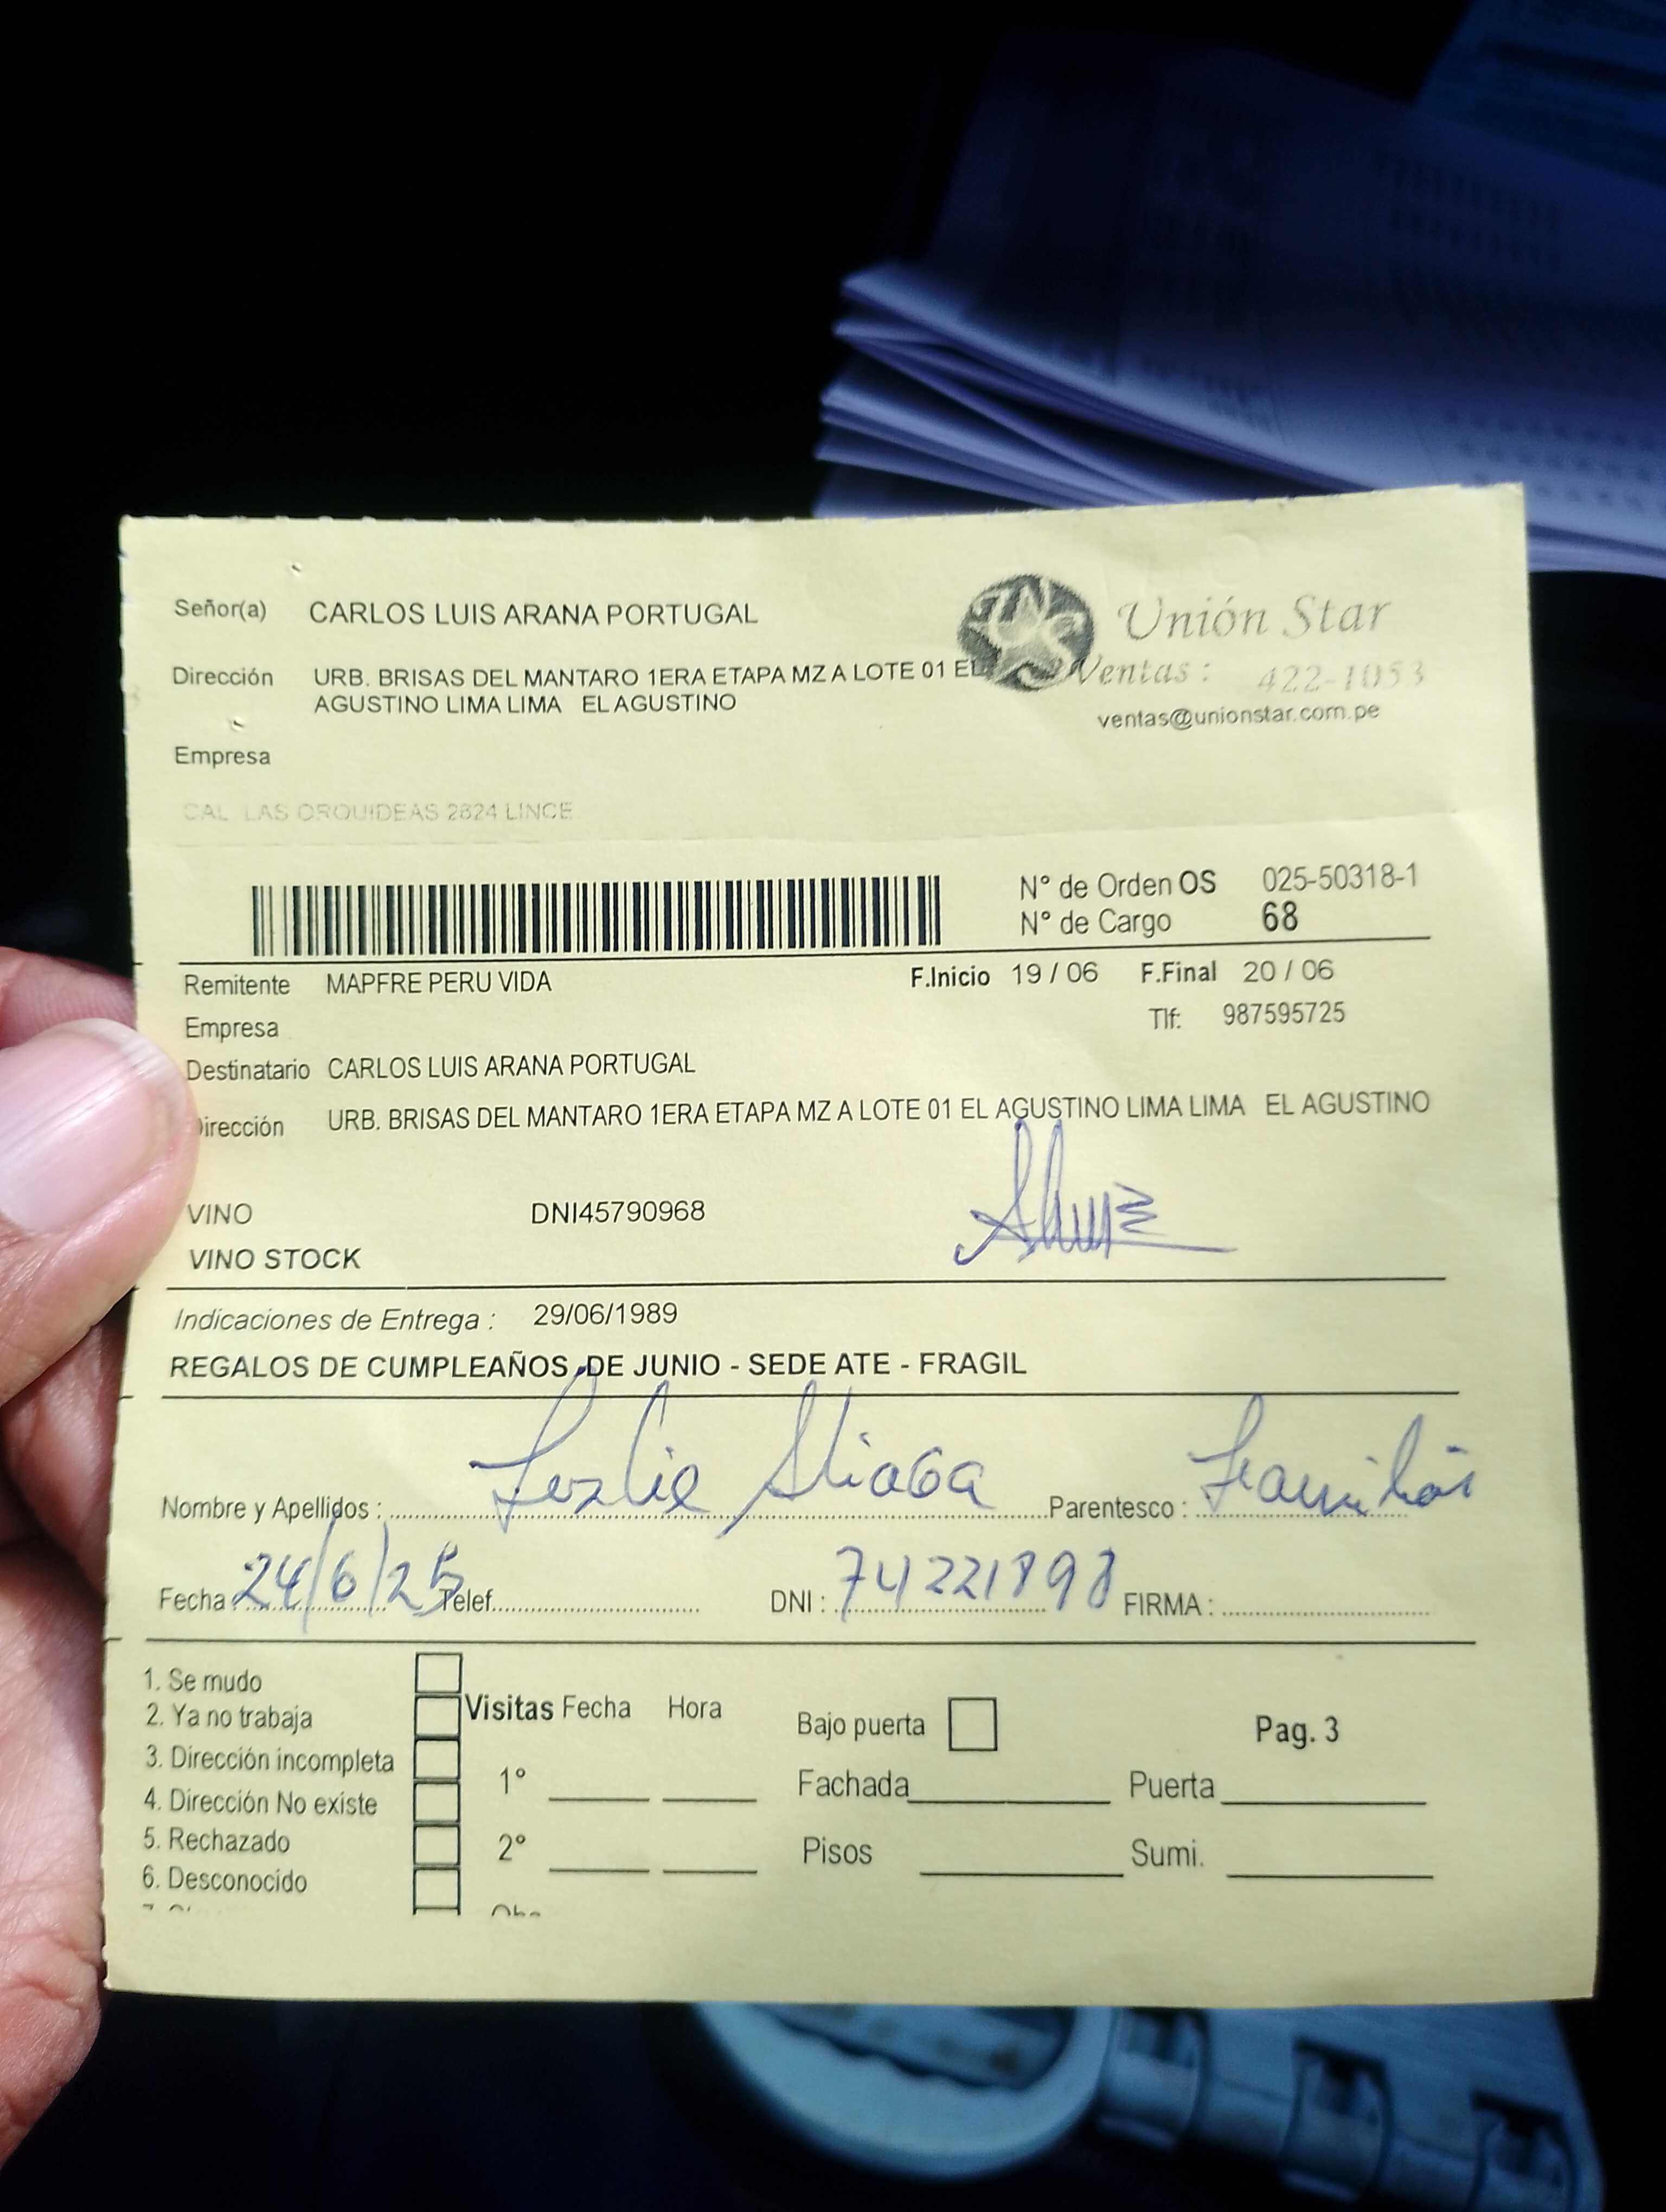 Señor(a) CARLOS LUIS ARANA PORTUGAL
Unión Star
Dirección URB. BRISAS DEL MANTARO 1ERA ETAPA MZ A LOTE 01 EL
Ventas : 422-1053
AGUSTINO LIMA LIMA EL AGUSTINO
ventas@unionstar.com.pe
Empresa
CAL LAS ORQUIDEAS 2824 LINCE
N° de Orden OS 025-50318-1
N° de Cargo 68
Remitente MAPFRE PERU VIDA F.Inicio 19 / 06 F.Final 20 / 06
Empresa Tlf: 987595725
Destinatario CARLOS LUIS ARANA PORTUGAL
Dirección URB. BRISAS DEL MANTARO 1ERA ETAPA MZ A LOTE 01 EL AGUSTINO LIMA LIMA EL AGUSTINO
VINO DNI45790968
VINO STOCK
Indicaciones de Entrega : 29/06/1989
REGALOS DE CUMPLEAÑOS DE JUNIO - SEDE ATE - FRAGIL
Nombre y Apellidos : Leslie Aliaga Parentesco : Familiar
Fecha : 24/6/25 Telef. DNI : 74221898 FIRMA :
1. Se mudo
2. Ya no trabaja Visitas Fecha Hora Bajo puerta Pag. 3
3. Dirección incompleta
4. Dirección No existe 1° Fachada Puerta
5. Rechazado
6. Desconocido 2° Pisos Sumi.